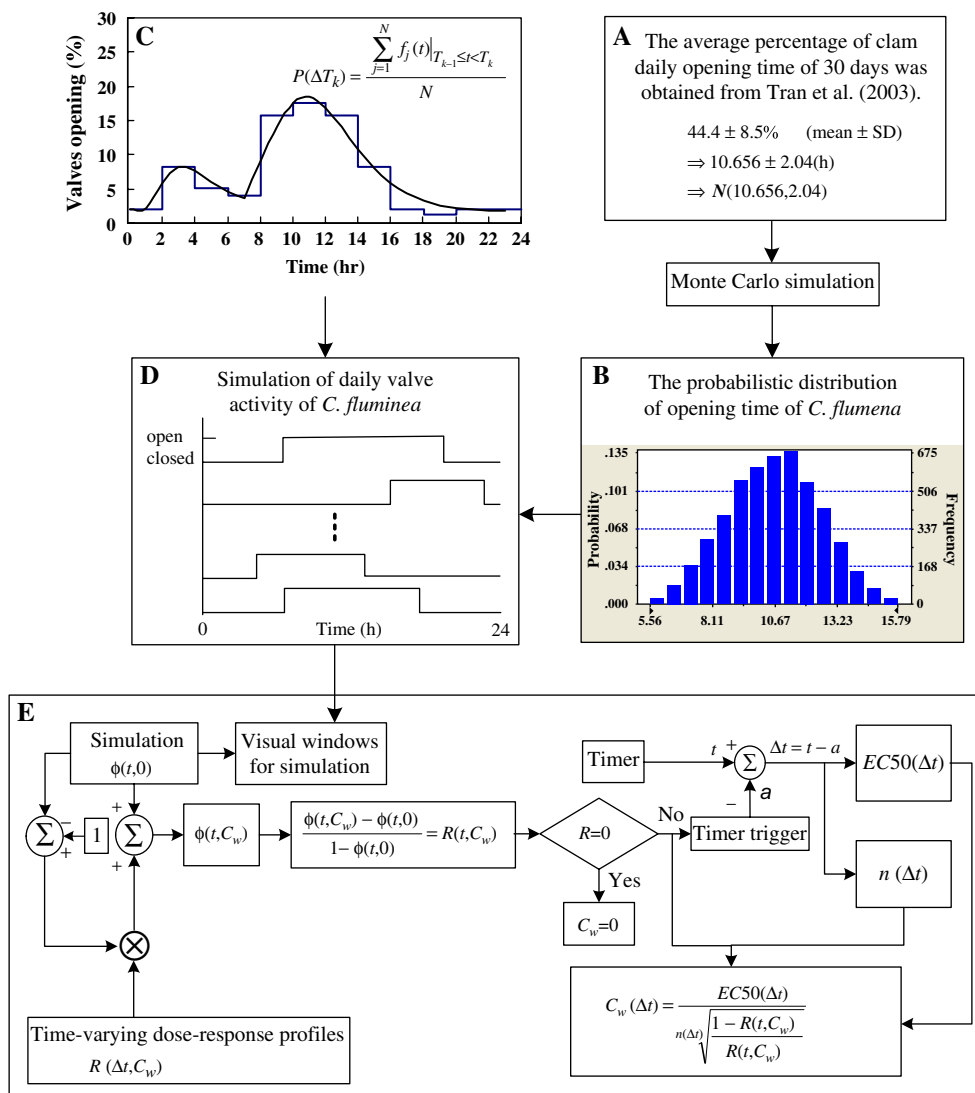 C
30
25
20
15
10
5
0
Valves opening (%)
P(ΔT_k) = \frac{\sum_{j=1}^{N} f_j(t)|_{T_{k-1}≤t<T_k}}{N}
0 2 4 6 8 10 12 14 16 18 20 22 24
Time (hr)
A
The average percentage of clam
daily opening time of 30 days was
obtained from Tran et al. (2003).
44.4 ± 8.5% (mean ± SD)
⇒ 10.656 ± 2.04(h)
⇒ N(10.656,2.04)
Monte Carlo simulation
B
The probabilistic distribution
of opening time of C. flumena
Probability
.135
.101
.068
.034
.000
675
506
337
168
0
Frequency
5.56 8.11 10.67 13.23 15.79
D
Simulation of daily valve
activity of C. fluminea
open
closed
0 Time (h) 24
E
Simulation
ϕ(t,0)
Visual windows
for simulation
Σ
−
+
1
+
+
Σ
ϕ(t,C_w)
\frac{ϕ(t,C_w) − ϕ(t,0)}{1− ϕ(t,0)} = R(t,C_w)
R=0
No
Yes
C_w=0
Timer
t
+
Σ
−
a
Δt = t − a
Timer trigger
EC50(Δt)
n (Δt)
C_w (Δt) = \frac{EC50(Δt)}{\sqrt[n(Δt)]{\frac{1 − R(t,C_w)}{R(t,C_w)}}}
⊗
Time-varying dose-response profiles
R (Δt,C_w)